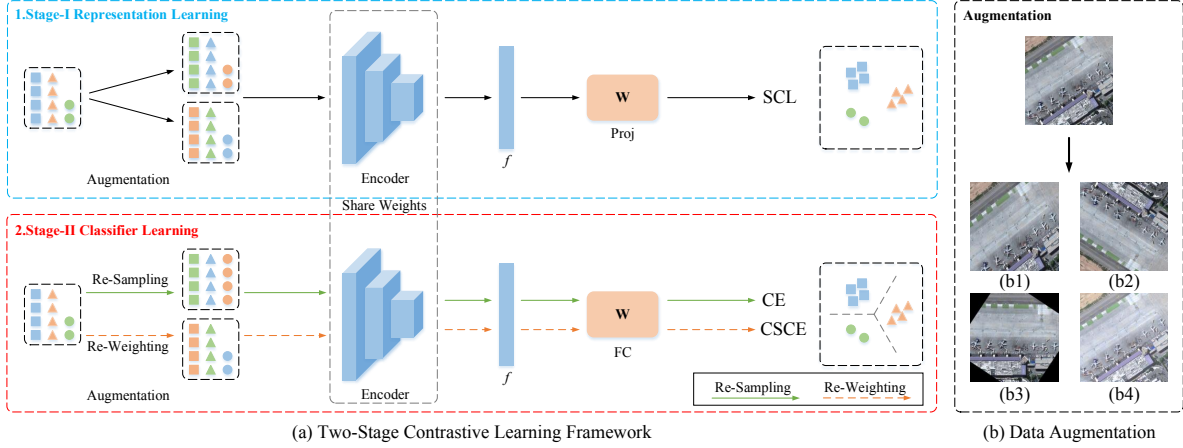 1.Stage-I Representation Learning
Augmentation
Encoder
f
W
Proj
SCL
Share Weights
2.Stage-II Classifier Learning
Re-Sampling
Re-Weighting
Augmentation
Encoder
f
W
FC
CE
CSCE
Re-Sampling
Re-Weighting
(a) Two-Stage Contrastive Learning Framework
Augmentation
(b1) (b2)
(b3) (b4)
(b) Data Augmentation